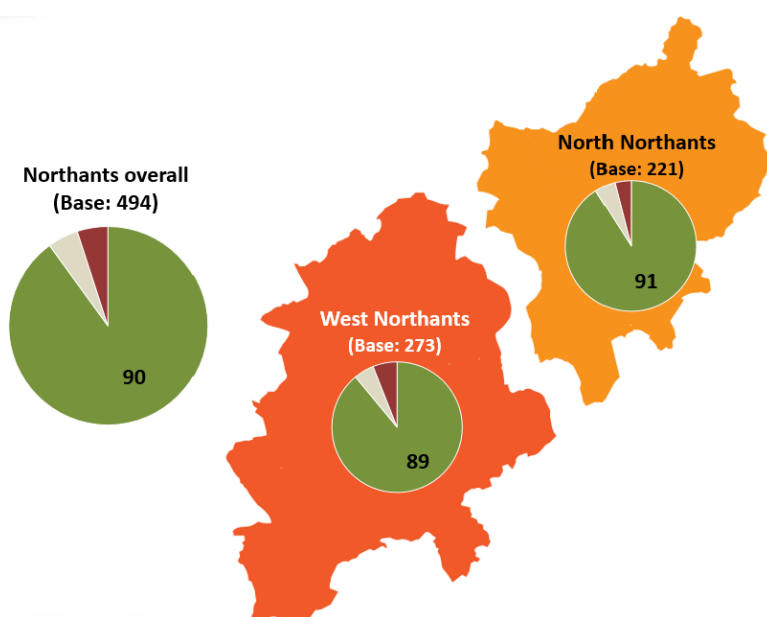 Northants overall
(Base: 494)
90
West Northants
(Base: 273)
89
North Northants
(Base: 221)
91